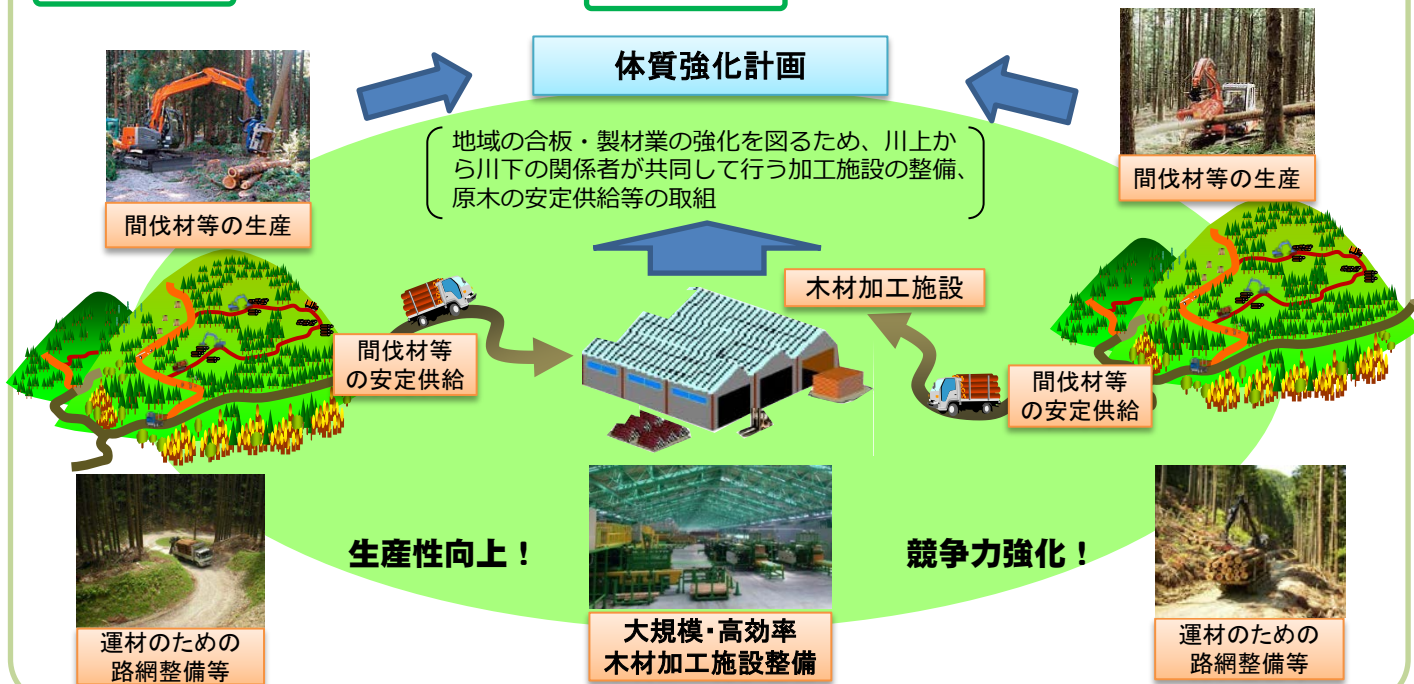 体質強化計画
地域の合板・製材業の強化を図るため、川上か
ら川下の関係者が共同して行う加工施設の整備、
原木の安定供給等の取組
間伐材等の生産
間伐材等の生産
木材加工施設
間伐材等
の安定供給
間伐材等
の安定供給
生産性向上！
競争力強化！
運材のための
路網整備等
大規模・高効率
木材加工施設整備
運材のための
路網整備等